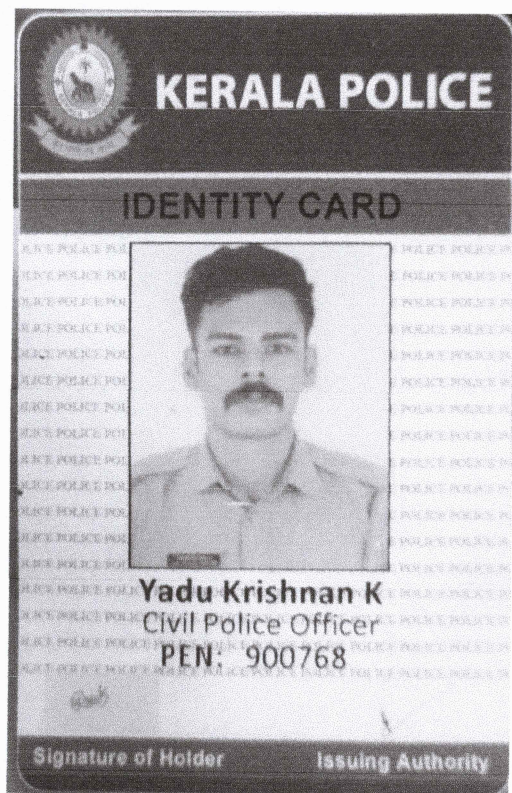 KERALA POLICE
IDENTITY CARD
Yadu Krishnan K
Civil Police Officer
PEN: 900768
Signature of Holder
Issuing Authority